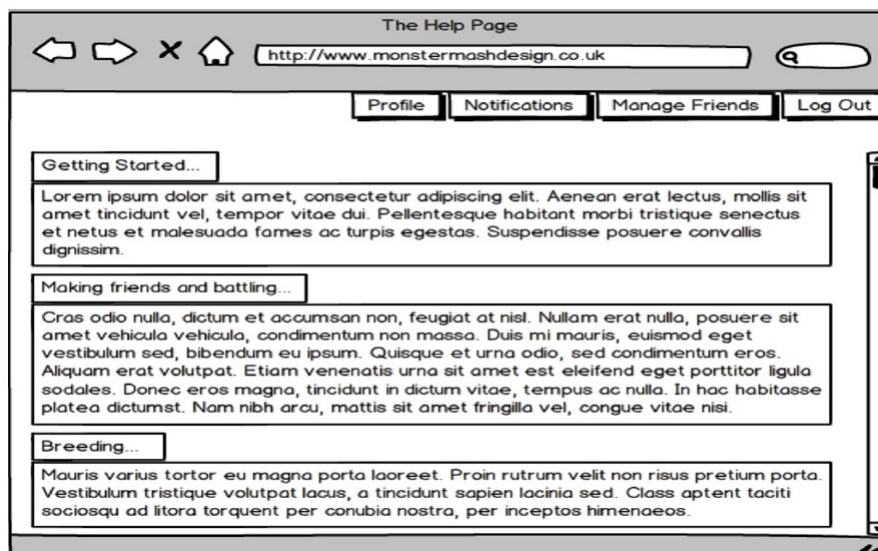 The Help Page
http://www.monstermashdesign.co.uk
Profile Notifications Manage Friends Log Out
Getting Started...
Lorem ipsum dolor sit amet, consectetur adipiscing elit. Aenean erat lectus, mollis sit
amet tincidunt vel, tempor vitae dui. Pellentesque habitant morbi tristique senectus
et netus et malesuada fames ac turpis egestas. Suspendisse posuere convallis
dignissim.
Making friends and battling...
Cras odio nulla, dictum et accumsan non, feugiat at nisl. Nullam erat nulla, posuere sit
amet vehicula vehicula, condimentum non massa. Duis mi mauris, euismod eget
vestibulum sed, bibendum eu ipsum. Quisque et urna odio, sed condimentum eros.
Aliquam erat volutpat. Etiam venenatis urna sit amet est eleifend eget porttitor ligula
sodales. Donec eros magna, tincidunt in dictum vitae, tempus ac nulla. In hac habitasse
platea dictumst. Nam nibh arcu, mattis sit amet fringilla vel, congue vitae nisi.
Breeding...
Mauris varius tortor eu magna porta laoreet. Proin rutrum velit non risus pretium porta.
Vestibulum tristique volutpat lacus, a tincidunt sapien lacinia sed. Class aptent taciti
sociosqu ad litora torquent per conubia nostra, per inceptos himenaeos.